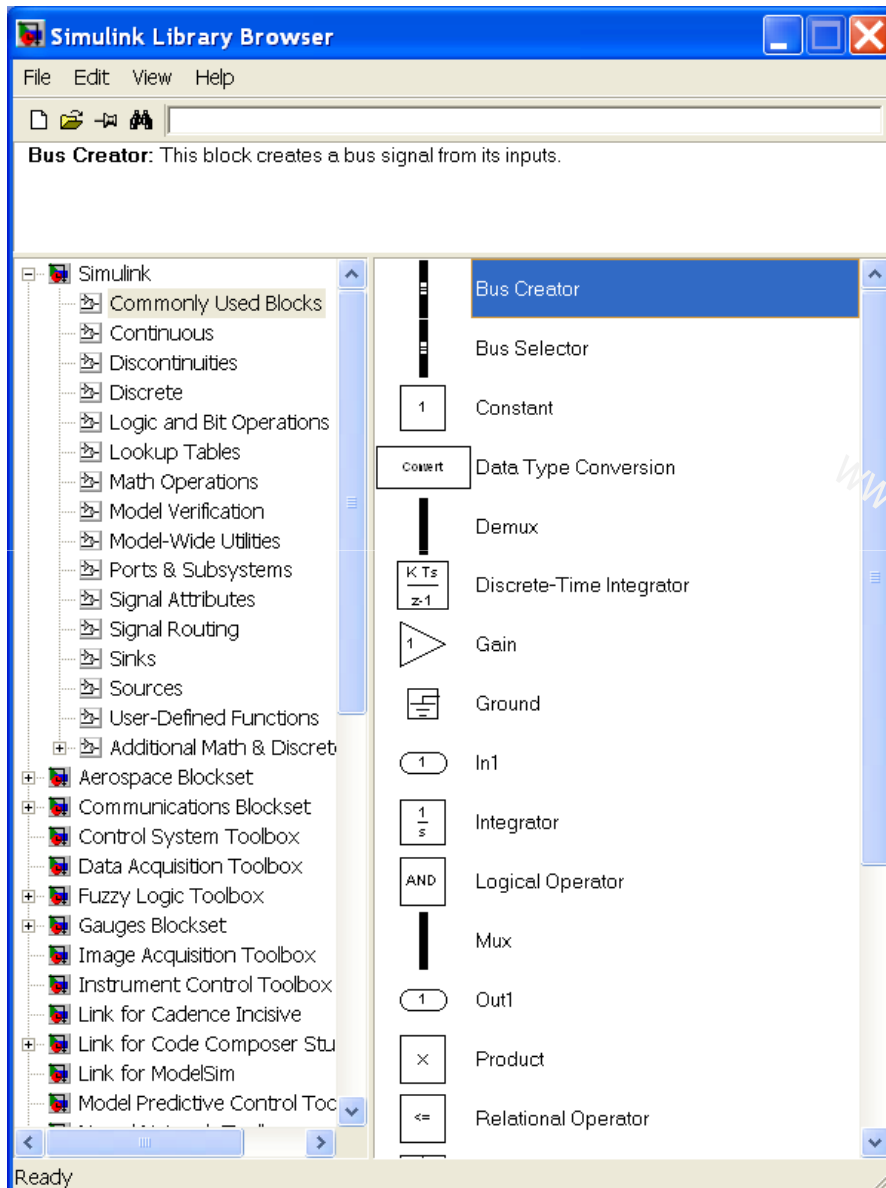 Simulink Library Browser
File Edit View Help
Bus Creator: This block creates a bus signal from its inputs.
Simulink
Commonly Used Blocks
Continuous
Discontinuities
Discrete
Logic and Bit Operations
Lookup Tables
Math Operations
Model Verification
Model-Wide Utilities
Ports & Subsystems
Signal Attributes
Signal Routing
Sinks
Sources
User-Defined Functions
Additional Math & Discret
Aerospace Blockset
Communications Blockset
Control System Toolbox
Data Acquisition Toolbox
Fuzzy Logic Toolbox
Gauges Blockset
Image Acquisition Toolbox
Instrument Control Toolbox
Link for Cadence Incisive
Link for Code Composer Stu
Link for ModelSim
Model Predictive Control Toc
Bus Creator
Bus Selector
1 Constant
Convert Data Type Conversion
Demux
K Ts
z-1
Discrete-Time Integrator
1 Gain
Ground
1 In1
1
s
Integrator
AND Logical Operator
Mux
1 Out1
× Product
<= Relational Operator
Ready